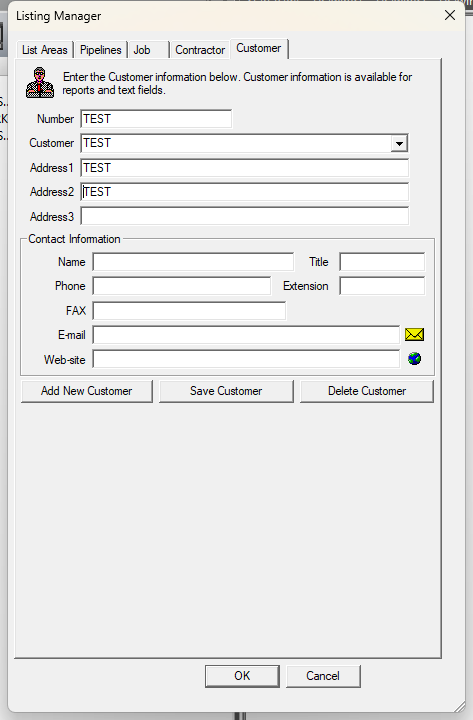 Listing Manager
List Areas Pipelines Job Contractor Customer
Enter the Customer information below. Customer information is available for
reports and text fields.
Number TEST
Customer TEST
Address1 TEST
Address2 TEST
Address3
Contact Information
Name Title
Phone Extension
FAX
E-mail
Web-site
Add New Customer Save Customer Delete Customer
OK Cancel